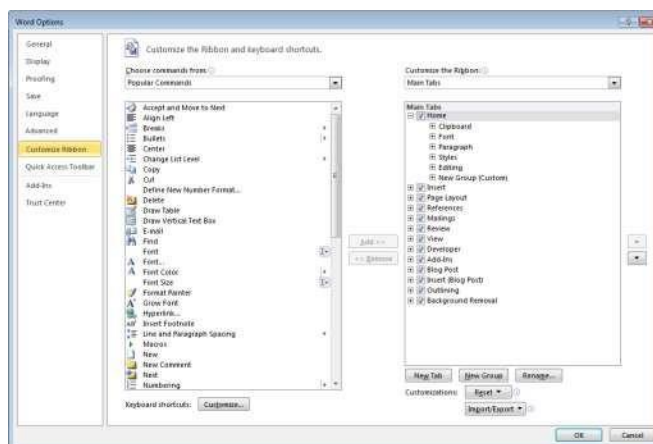 Word Options
General
Display
Proofing
Save
Language
Advanced
Customize Ribbon
Quick Access Toolbar
Add-Ins
Trust Center
Customize the Ribbon and keyboard shortcuts.
Choose commands from:
Popular Commands
Accept and Move to Next
Align Left
Breaks
Bullets
Center
Change List Level
Copy
Cut
Define New Number Format...
Delete
Draw Table
Draw Vertical Text Box
E-mail
Find
Font
Font...
Font Color
Font Size
Format Painter
Grow Font
Hyperlink...
Insert Footnote
Line and Paragraph Spacing
Macros
New
New Comment
Next
Numbering
Keyboard shortcuts: Customize...
Add >>
<< Remove
Customize the Ribbon:
Main Tabs
Main Tabs
Home
Clipboard
Font
Paragraph
Styles
Editing
New Group (Custom)
Insert
Page Layout
References
Mailings
Review
View
Developer
Add-Ins
Blog Post
Insert (Blog Post)
Outlining
Background Removal
New Tab New Group Rename...
Customizations: Reset
Import/Export
OK Cancel